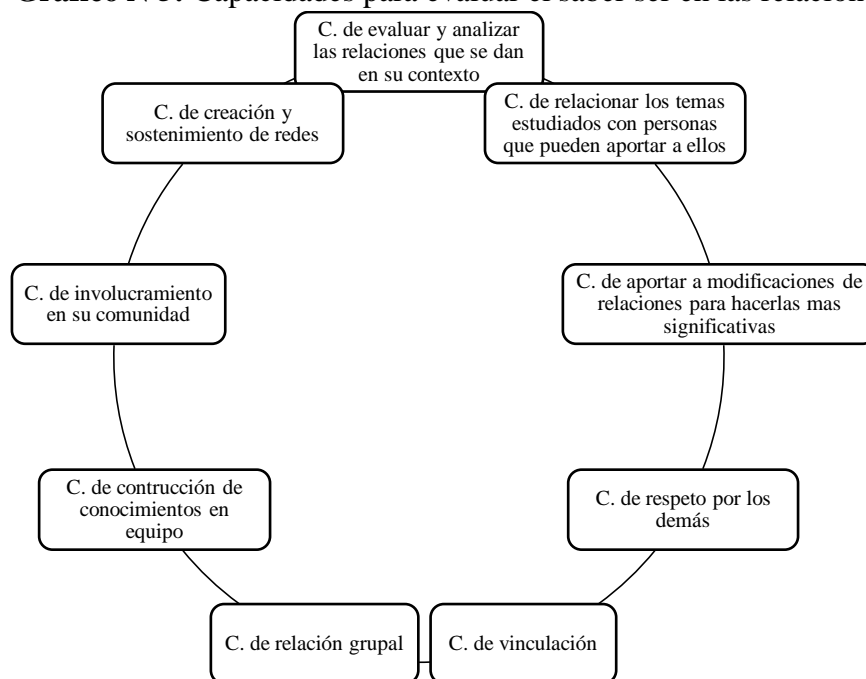 Capacidades para evaluar el saber ser en las relacion
C. de evaluar y analizar
las relaciones que se dan
en su contexto
C. de relacionar los temas
estudiados con personas
que pueden aportar a ellos
C. de aportar a modificaciones de
relaciones para hacerlas mas
significativas
C. de respeto por los
demás
C. de vinculación
C. de relación grupal
C. de contrucción de
conocimientos en
equipo
C. de involucramiento
en su comunidad
C. de creación y
sostenimiento de redes